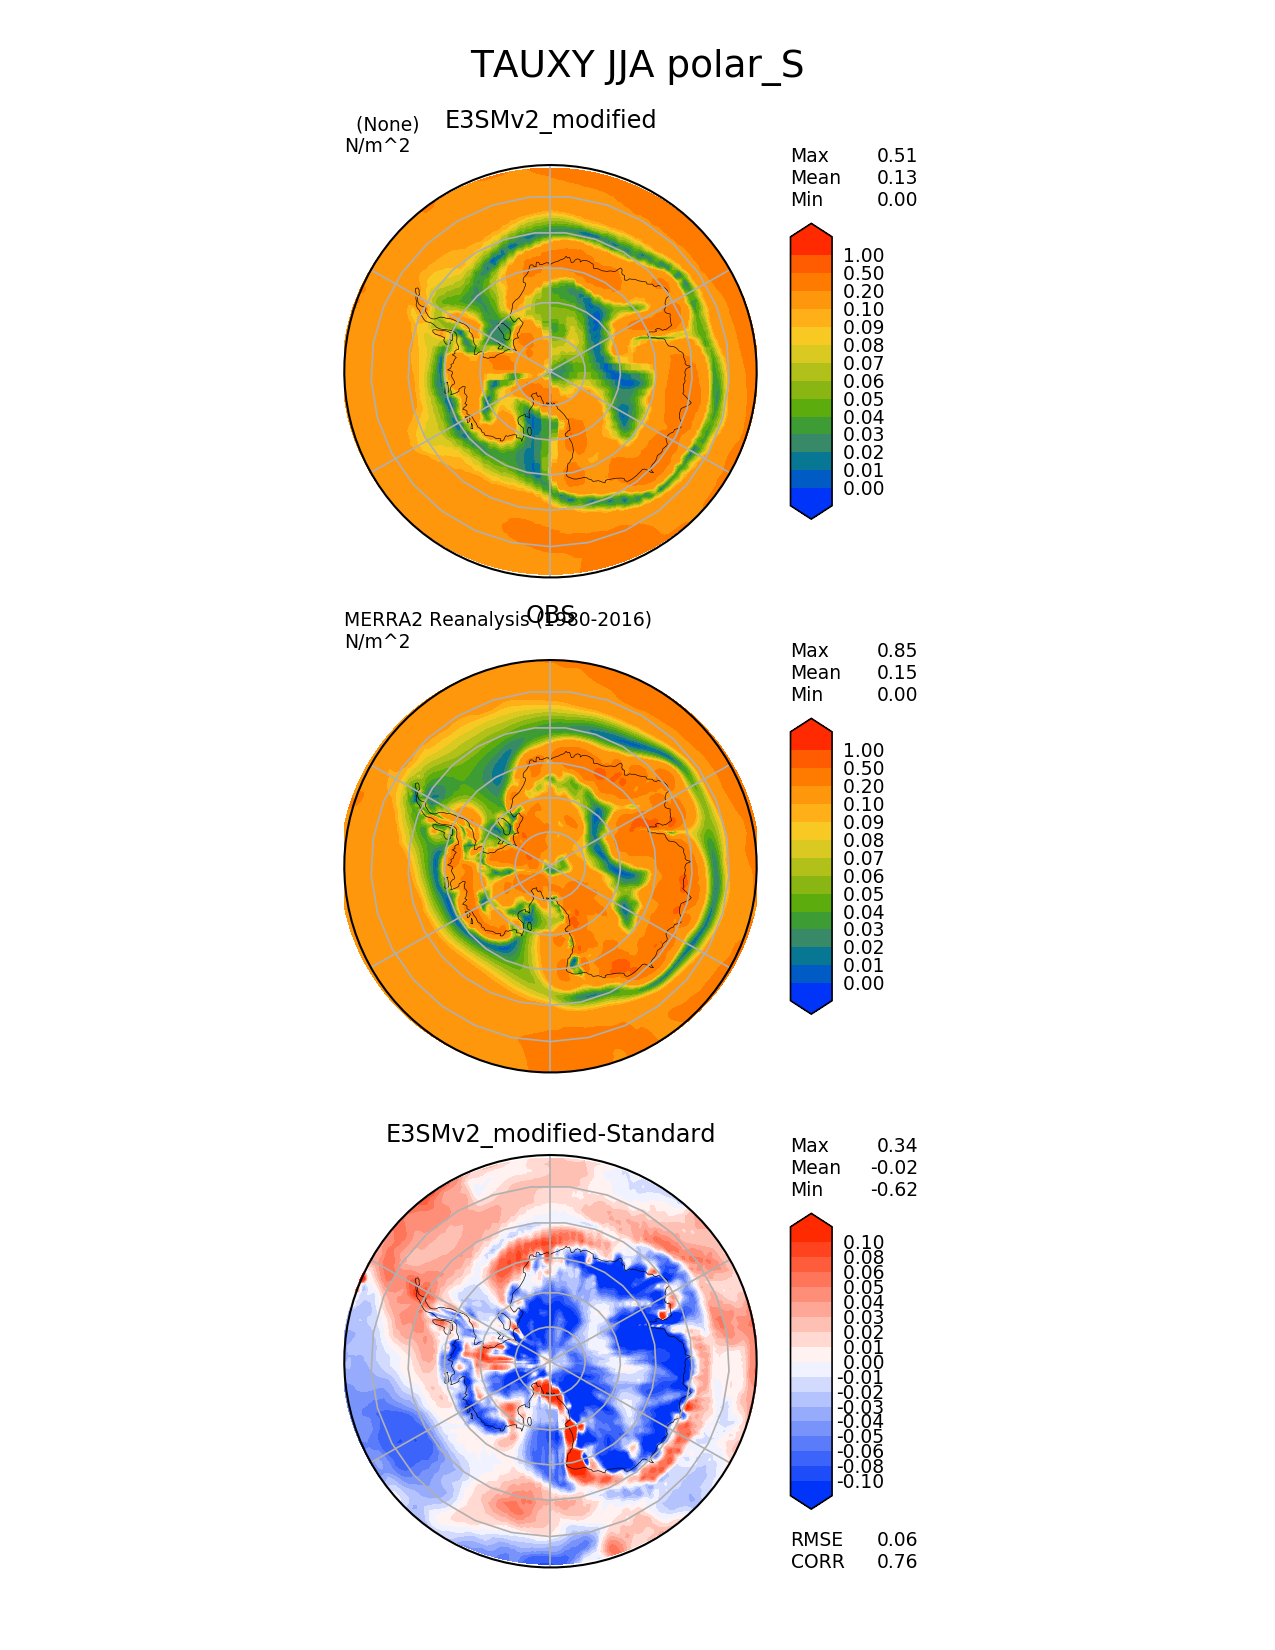 TAUXY JJA polar_S
E3SMv2_modified
(None)
N/m^2
Max 0.51
Mean 0.13
Min 0.00
1.00
0.50
0.20
0.10
0.09
0.08
0.07
0.06
0.05
0.04
0.03
0.02
0.01
0.00
OBS
MERRA2 Reanalysis (1980-2016)
N/m^2
Max 0.85
Mean 0.15
Min 0.00
1.00
0.50
0.20
0.10
0.09
0.08
0.07
0.06
0.05
0.04
0.03
0.02
0.01
0.00
E3SMv2_modified-Standard
Max 0.34
Mean -0.02
Min -0.62
0.10
0.08
0.06
0.05
0.04
0.03
0.02
0.01
0.00
-0.01
-0.02
-0.03
-0.04
-0.05
-0.06
-0.08
-0.10
RMSE 0.06
CORR 0.76